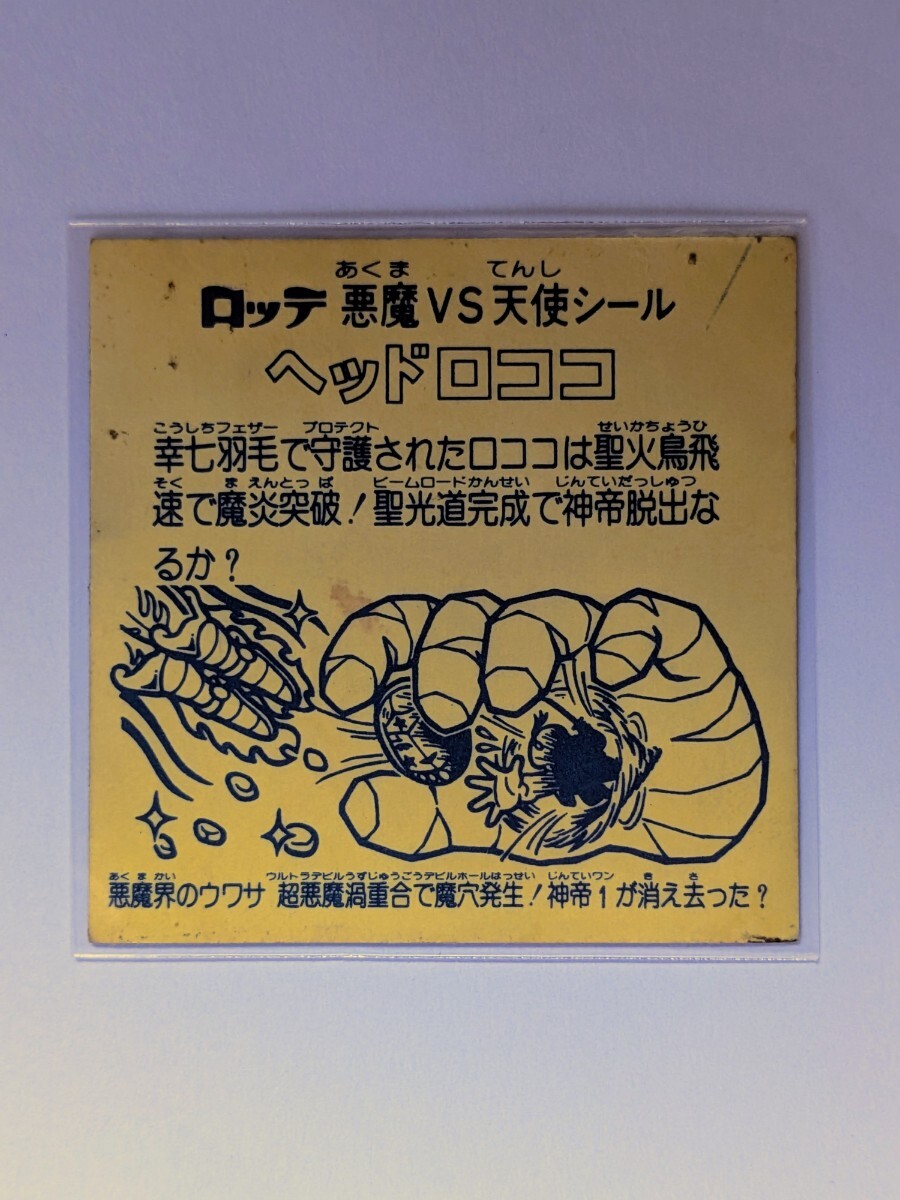 あくま てんし
ロッテ 悪魔VS天使シール
ヘッドロココ
こうしちフェザー プロテクト せいかちょうひ
幸七羽毛で守護されたロココは聖火鳥飛
そく ま えんとっ ぱ ビームロードかんせい じんていだっしゅつ
速で魔炎突破！聖光道完成で神帝脱出な
るか？
あく ま かい ウルトラデビルうずじゅうごうデビルホールはっせい じんていワン き さ
悪魔界のウワサ 超悪魔渦重合で魔穴発生！神帝1が消え去った？